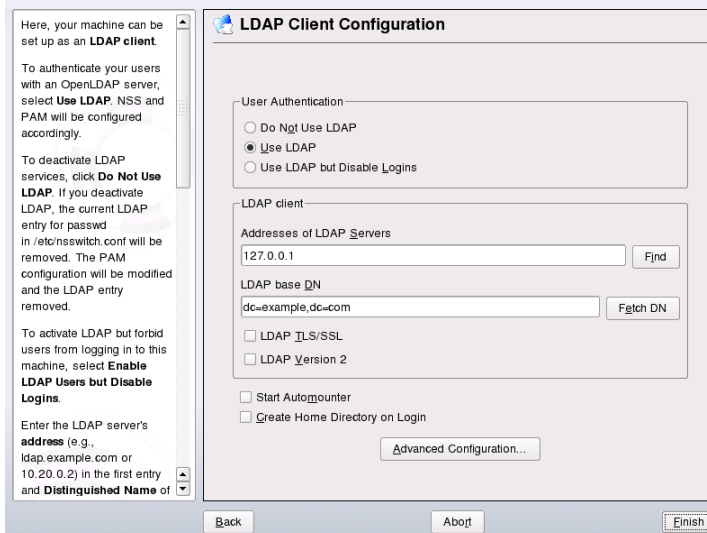 Here, your machine can be
set up as an LDAP client.
To authenticate your users
with an OpenLDAP server,
select Use LDAP. NSS and
PAM will be configured
accordingly.
To deactivate LDAP
services, click Do Not Use
LDAP. If you deactivate
LDAP, the current LDAP
entry for passwd
in /etc/nsswitch.conf will be
removed. The PAM
configuration will be modified
and the LDAP entry
removed.
To activate LDAP but forbid
users from logging in to this
machine, select Enable
LDAP Users but Disable
Logins.
Enter the LDAP server's
address (e.g.,
ldap.example.com or
10.20.0.2) in the first entry
and Distinguished Name of
LDAP Client Configuration
User Authentication
Do Not Use LDAP
Use LDAP
Use LDAP but Disable Logins
LDAP client
Addresses of LDAP Servers
127.0.0.1
Find
LDAP base DN
dc=example,dc=com
Fetch DN
LDAP TLS/SSL
LDAP Version 2
Start Automounter
Create Home Directory on Login
Advanced Configuration...
Back
Abort
Finish